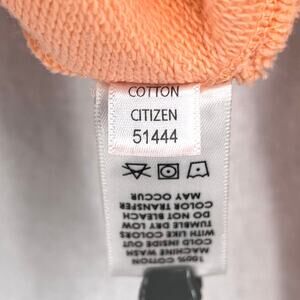 COTTON
CITIZEN
51444
100% COTTON
MACHINE WASH
COLD INSIDE OUT
WITH LIKE COLORS
TUMBLE DRY LOW
DO NOT BLEACH
COLOR TRANSFER
MAY OCCUR